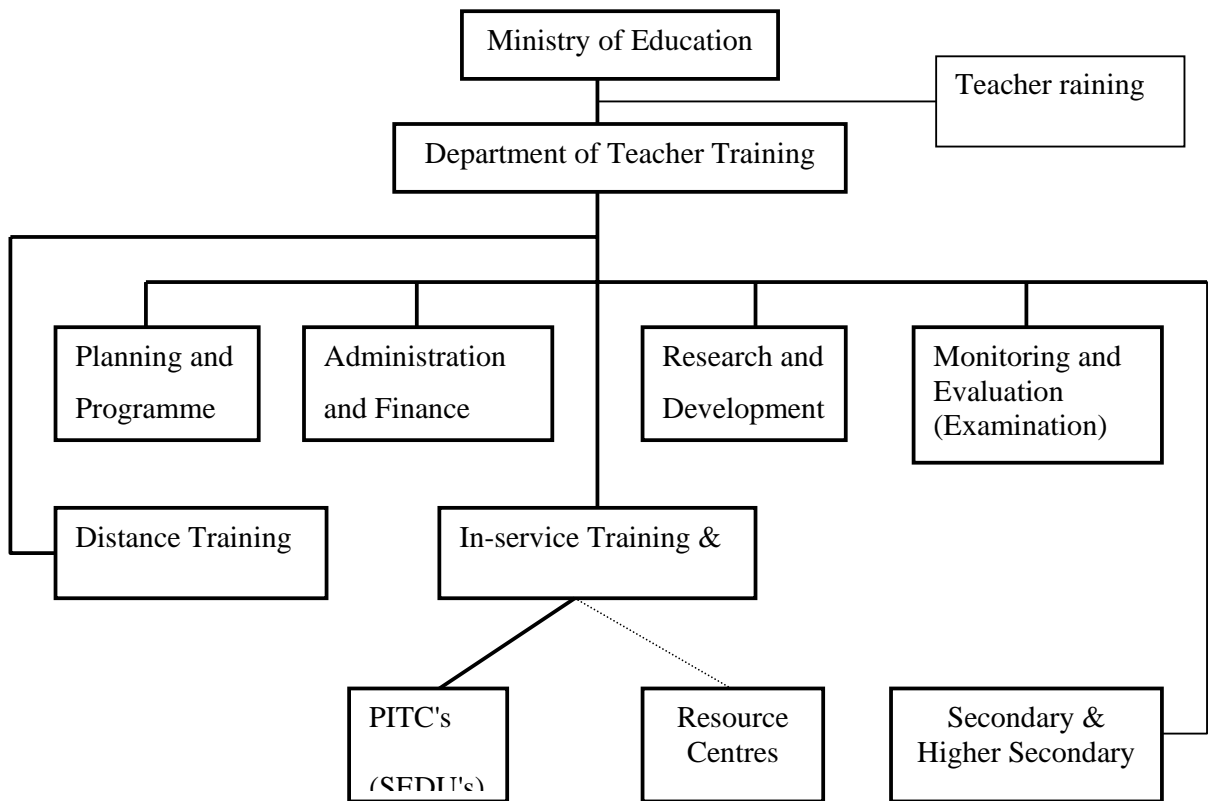 Ministry of Education
Teacher raining
Department of Teacher Training
Planning and
Programme
Administration
and Finance
Research and
Development
Monitoring and
Evaluation
(Examination)
Distance Training
In-service Training &
PITC's
(SEDU's)
Resource
Centres
Secondary &
Higher Secondary